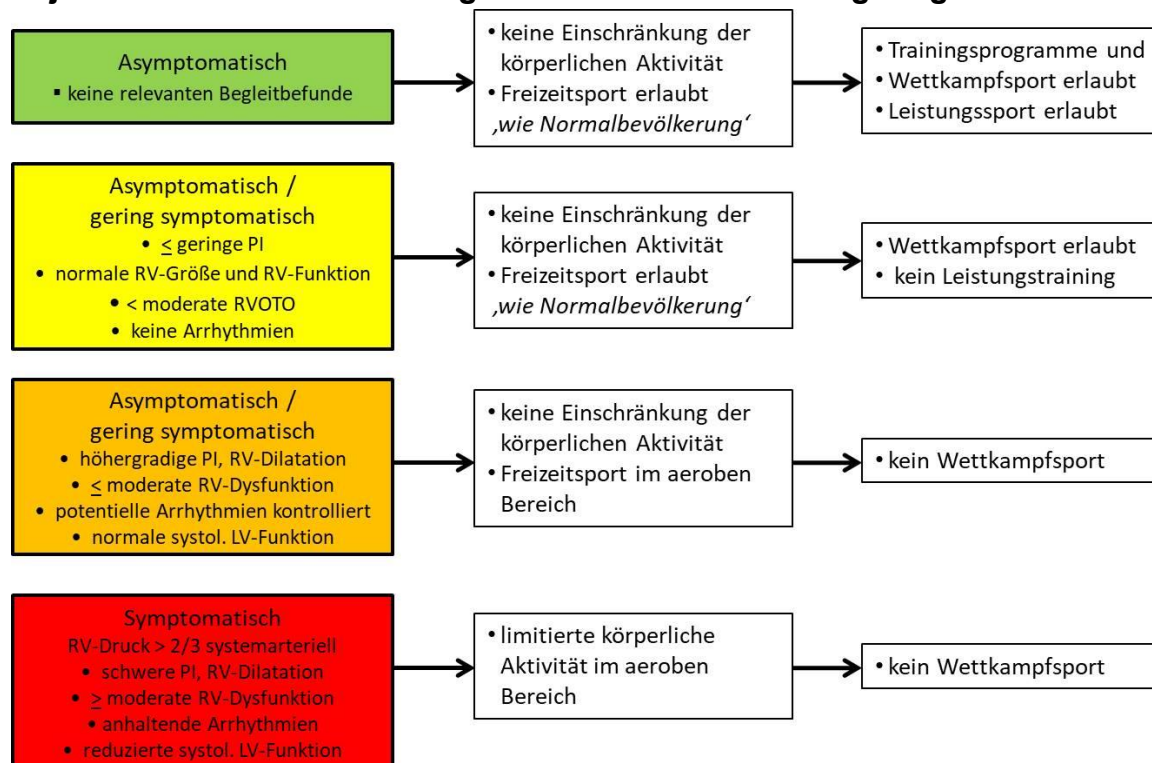 Asymptomatisch
▪ keine relevanten Begleitbefunde
• keine Einschränkung der
körperlichen Aktivität
• Freizeitsport erlaubt
‚wie Normalbevölkerung‘
• Trainingsprogramme und
• Wettkampfsport erlaubt
• Leistungssport erlaubt
Asymptomatisch /
gering symptomatisch
• ≤ geringe PI
• normale RV-Größe und RV-Funktion
• < moderate RVOTO
• keine Arrhythmien
• keine Einschränkung der
körperlichen Aktivität
• Freizeitsport erlaubt
‚wie Normalbevölkerung‘
• Wettkampfsport erlaubt
• kein Leistungstraining
Asymptomatisch /
gering symptomatisch
• höhergradige PI, RV-Dilatation
• ≤ moderate RV-Dysfunktion
• potentielle Arrhythmien kontrolliert
• normale systol. LV-Funktion
• keine Einschränkung der
körperlichen Aktivität
• Freizeitsport im aeroben
Bereich
• kein Wettkampfsport
Symptomatisch
RV-Druck > 2/3 systemarteriell
• schwere PI, RV-Dilatation
• ≥ moderate RV-Dysfunktion
• anhaltende Arrhythmien
• reduzierte systol. LV-Funktion
• limitierte körperliche
Aktivität im aeroben
Bereich
• kein Wettkampfsport